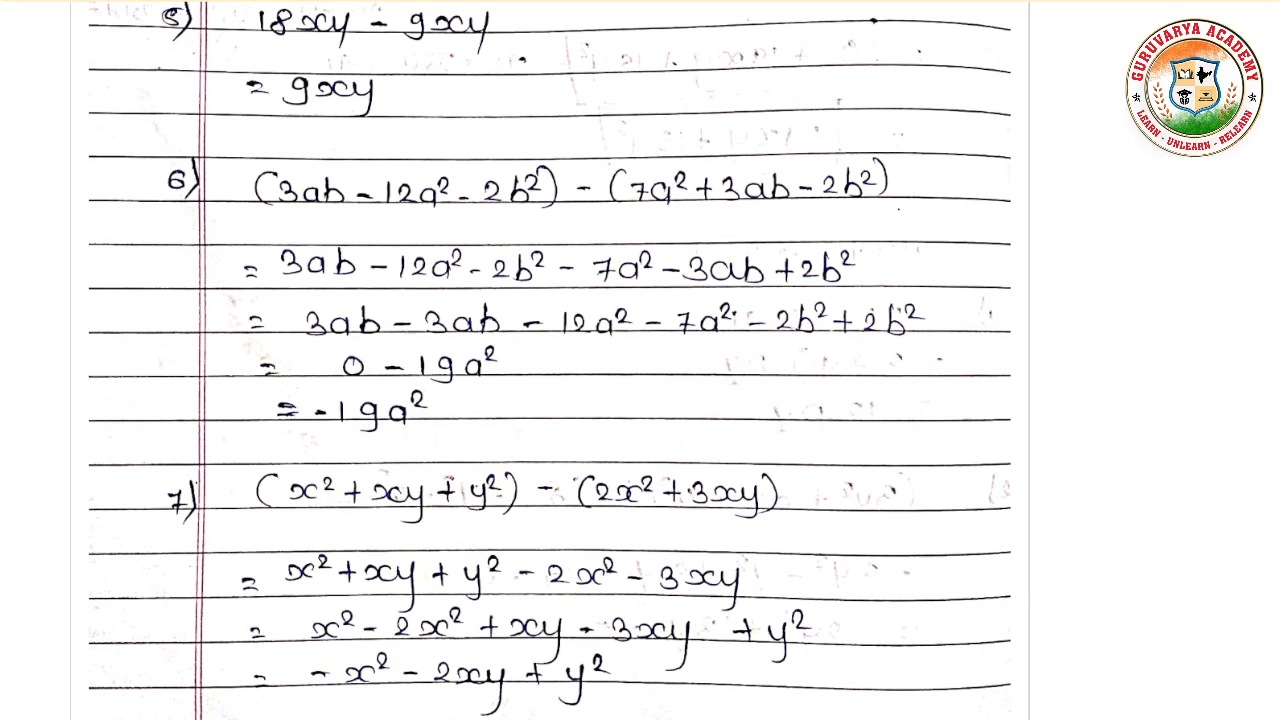 5) 18xy - 9xy
= 9xy
6) (3ab - 12a² - 2b²) - (7a² + 3ab - 2b²)
= 3ab - 12a² - 2b² - 7a² - 3ab + 2b²
= 3ab - 3ab - 12a² - 7a² - 2b² + 2b²
= 0 - 19a²
= -19a²
7) (x² + xy + y²) - (2x² + 3xy)
= x² + xy + y² - 2x² - 3xy
= x² - 2x² + xy - 3xy + y²
= -x² - 2xy + y²
GURUVARYA ACADEMY
LEARN - UNLEARN - RELEARN